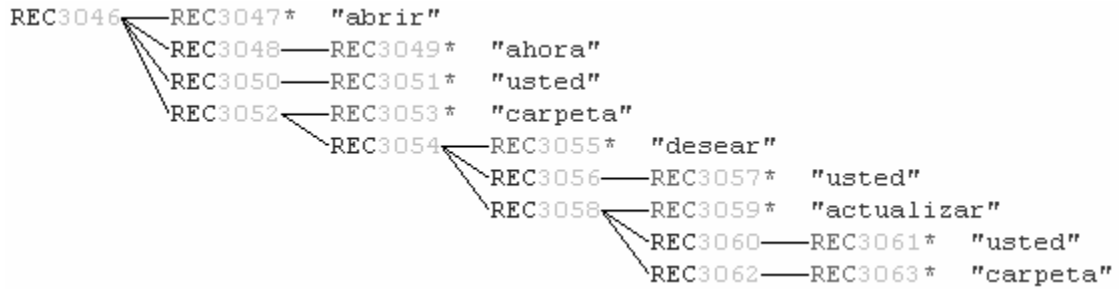 REC3046 REC3047* "abrir"
REC3048 REC3049* "ahora"
REC3050 REC3051* "usted"
REC3052 REC3053* "carpeta"
REC3054 REC3055* "desear"
REC3056 REC3057* "usted"
REC3058 REC3059* "actualizar"
REC3060 REC3061* "usted"
REC3062 REC3063* "carpeta"